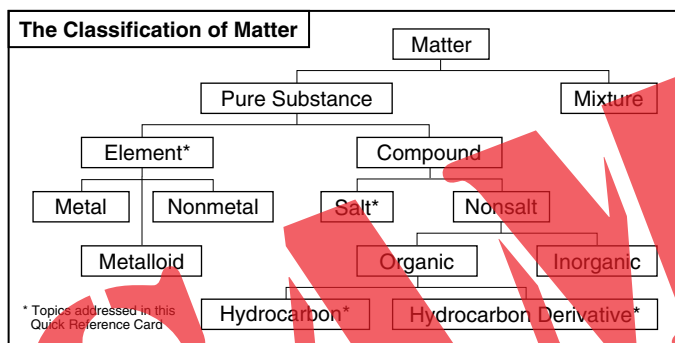 The Classification of Matter
Matter
Pure Substance
Mixture
Element*
Compound
Metal
Nonmetal
Salt*
Nonsalt
Metalloid
Organic
Inorganic
* Topics addressed in this
Quick Reference Card
Hydrocarbon*
Hydrocarbon Derivative*